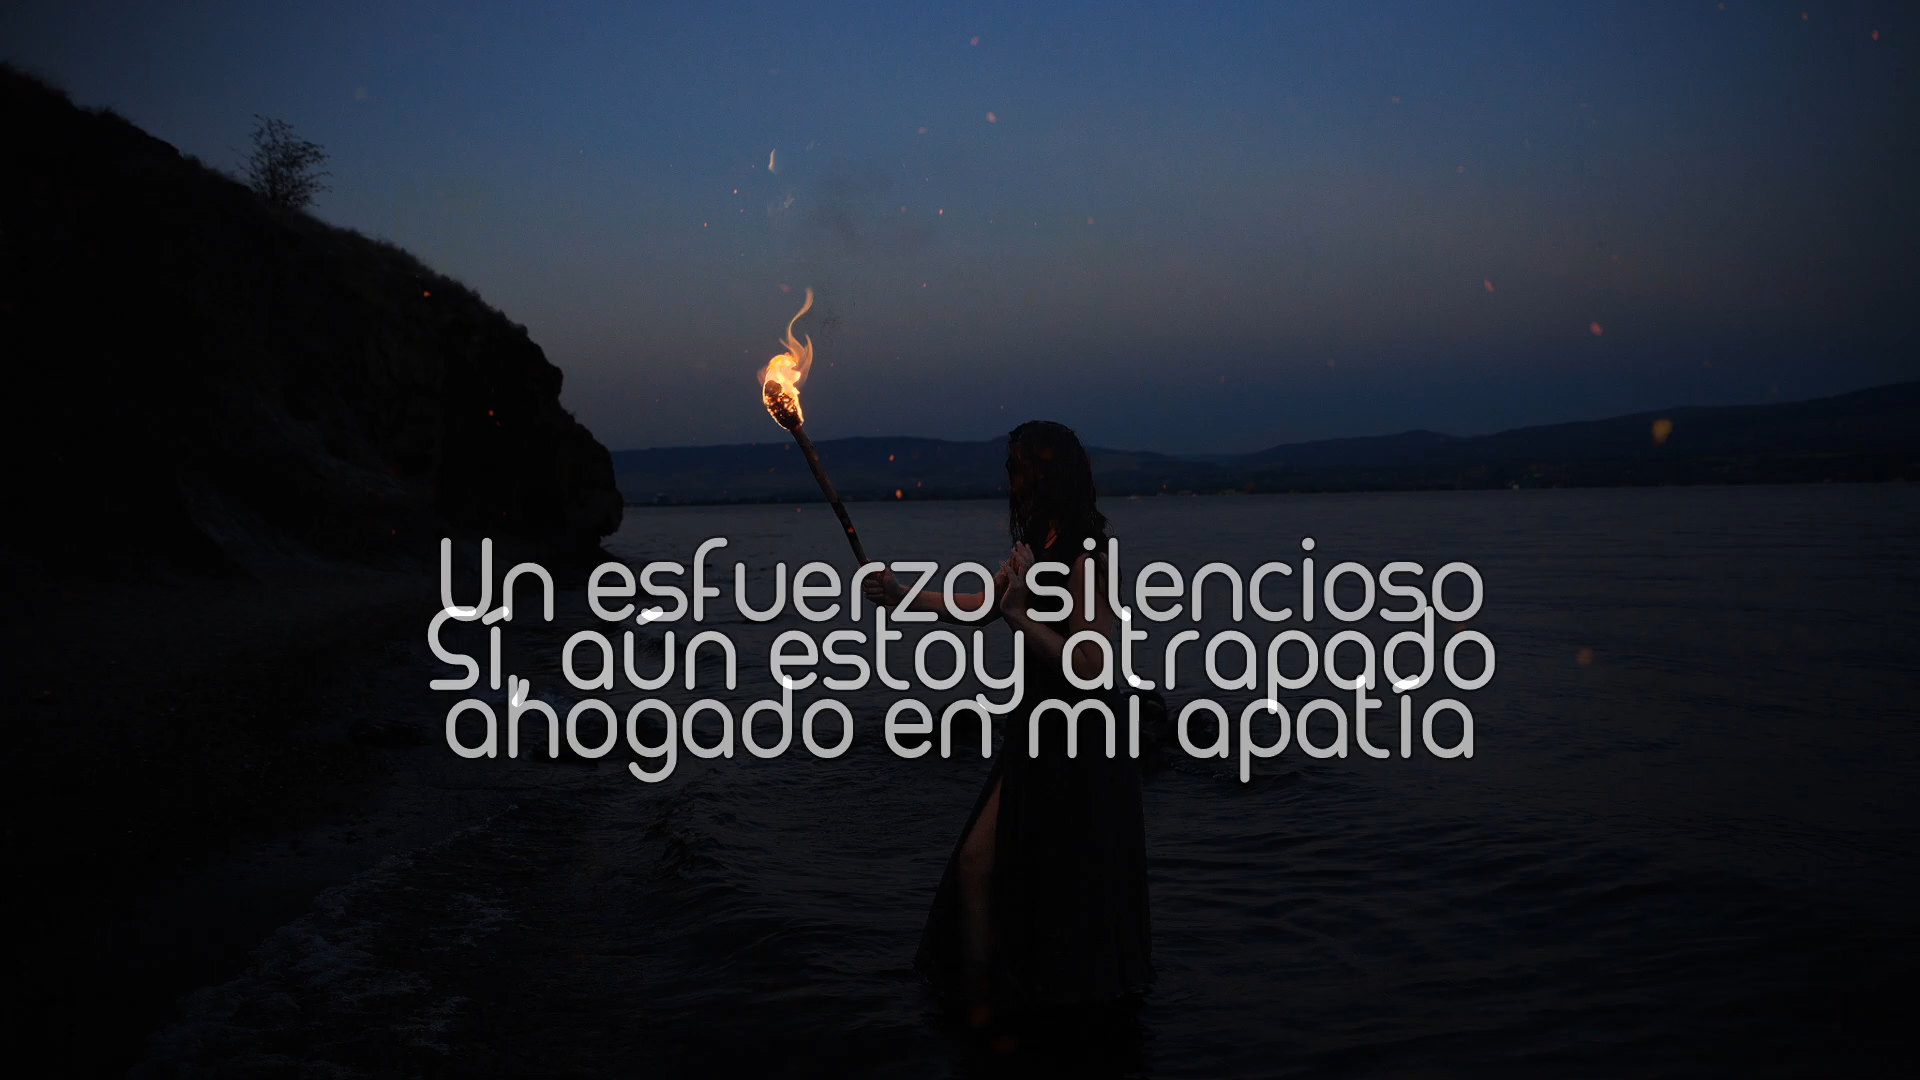 Un esfuerzo silencioso
Sí, aún estoy atrapado
ahogado en mi apatía